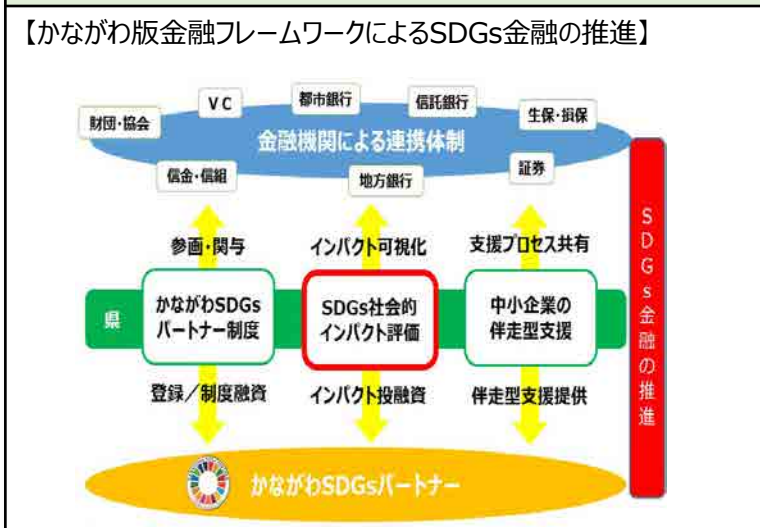 【かながわ版金融フレームワークによるSDGs金融の推進】
財団・協会
VC
都市銀行
信託銀行
生保・損保
金融機関による連携体制
信金・信組
地方銀行
証券
参画・関与
インパクト可視化
支援プロセス共有
県
かながわSDGs
パートナー制度
SDGs社会的
インパクト評価
中小企業の
伴走型支援
登録／制度融資
インパクト投融資
伴走型支援提供
かながわSDGsパートナー
SDGs金融の推進